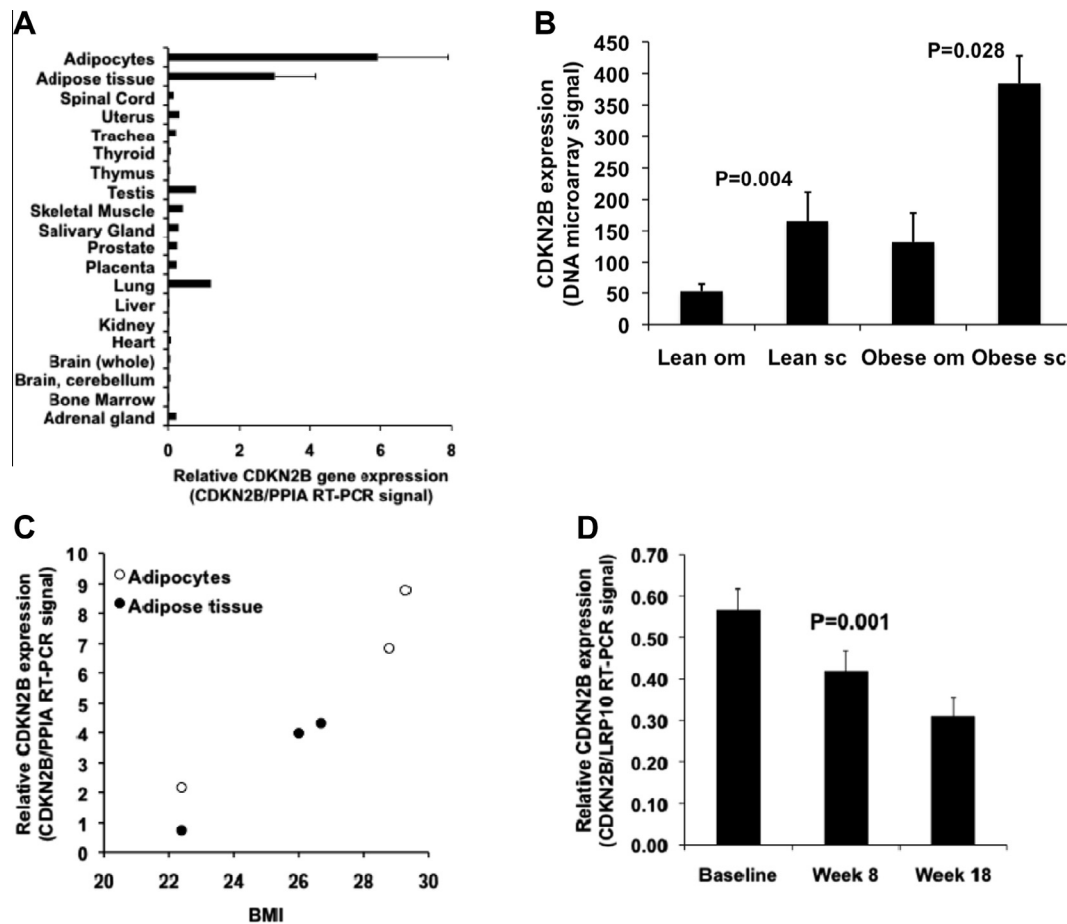 A
Adipocytes
Adipose tissue
Spinal Cord
Uterus
Trachea
Thyroid
Thymus
Testis
Skeletal Muscle
Salivary Gland
Prostate
Placenta
Lung
Liver
Kidney
Heart
Brain (whole)
Brain, cerebellum
Bone Marrow
Adrenal gland
0 2 4 6 8
Relative CDKN2B gene expression
(CDKN2B/PPIA RT-PCR signal)
B
CDKN2B expression
(DNA microarray signal)
450
400
350
300
250
200
150
100
50
0
P=0.004
P=0.028
Lean om Lean sc Obese om Obese sc
C
Relative CDKN2B expression
(CDKN2B/PPIA RT-PCR signal)
10
9
8
7
6
5
4
3
2
1
0
Adipocytes
Adipose tissue
20 22 24 26 28 30
BMI
D
Relative CDKN2B expression
(CDKN2B/LRP10 RT-PCR signal)
0.70
0.60
0.50
0.40
0.30
0.20
0.10
0.00
P=0.001
Baseline Week 8 Week 18